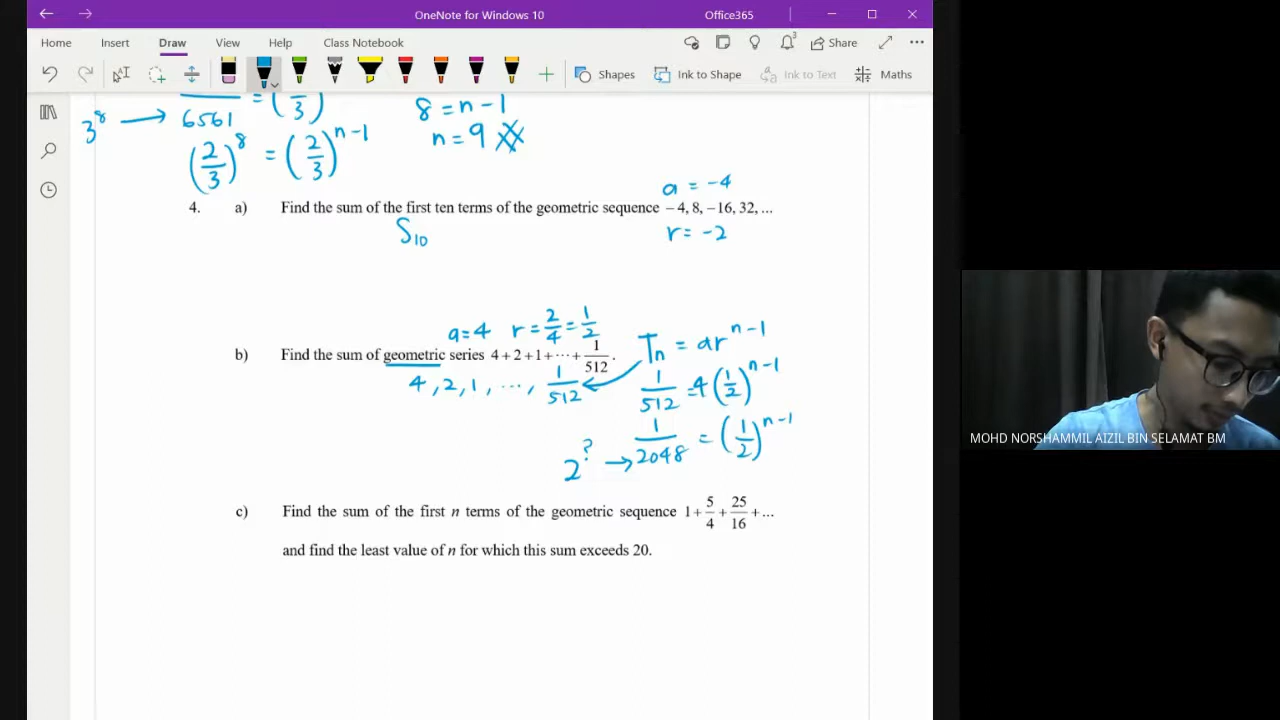 OneNote for Windows 10
Office365
Home Insert Draw View Help Class Notebook
3
Share
Shapes
Ink to Shape
Ink to Text
Maths
3^8 → 6561 = ( /3)
8 = n - 1
n = 9
(2/3)^8 = (2/3)^{n-1}
a = -4
4. a) Find the sum of the first ten terms of the geometric sequence −4, 8, −16, 32, ...
S10
r = -2
a=4 r = 2/4 = 1/2
b) Find the sum of geometric series 4 + 2 + 1 + ··· + 1/512 .
4, 2, 1, ..., 1/512
Tn = ar^{n-1}
1/512 = 4(1/2)^{n-1}
2^? → 1/2048 = (1/2)^{n-1}
c) Find the sum of the first n terms of the geometric sequence 1 + 5/4 + 25/16 + ...
and find the least value of n for which this sum exceeds 20.
MOHD NORSHAMMIL AIZIL BIN SELAMAT BM